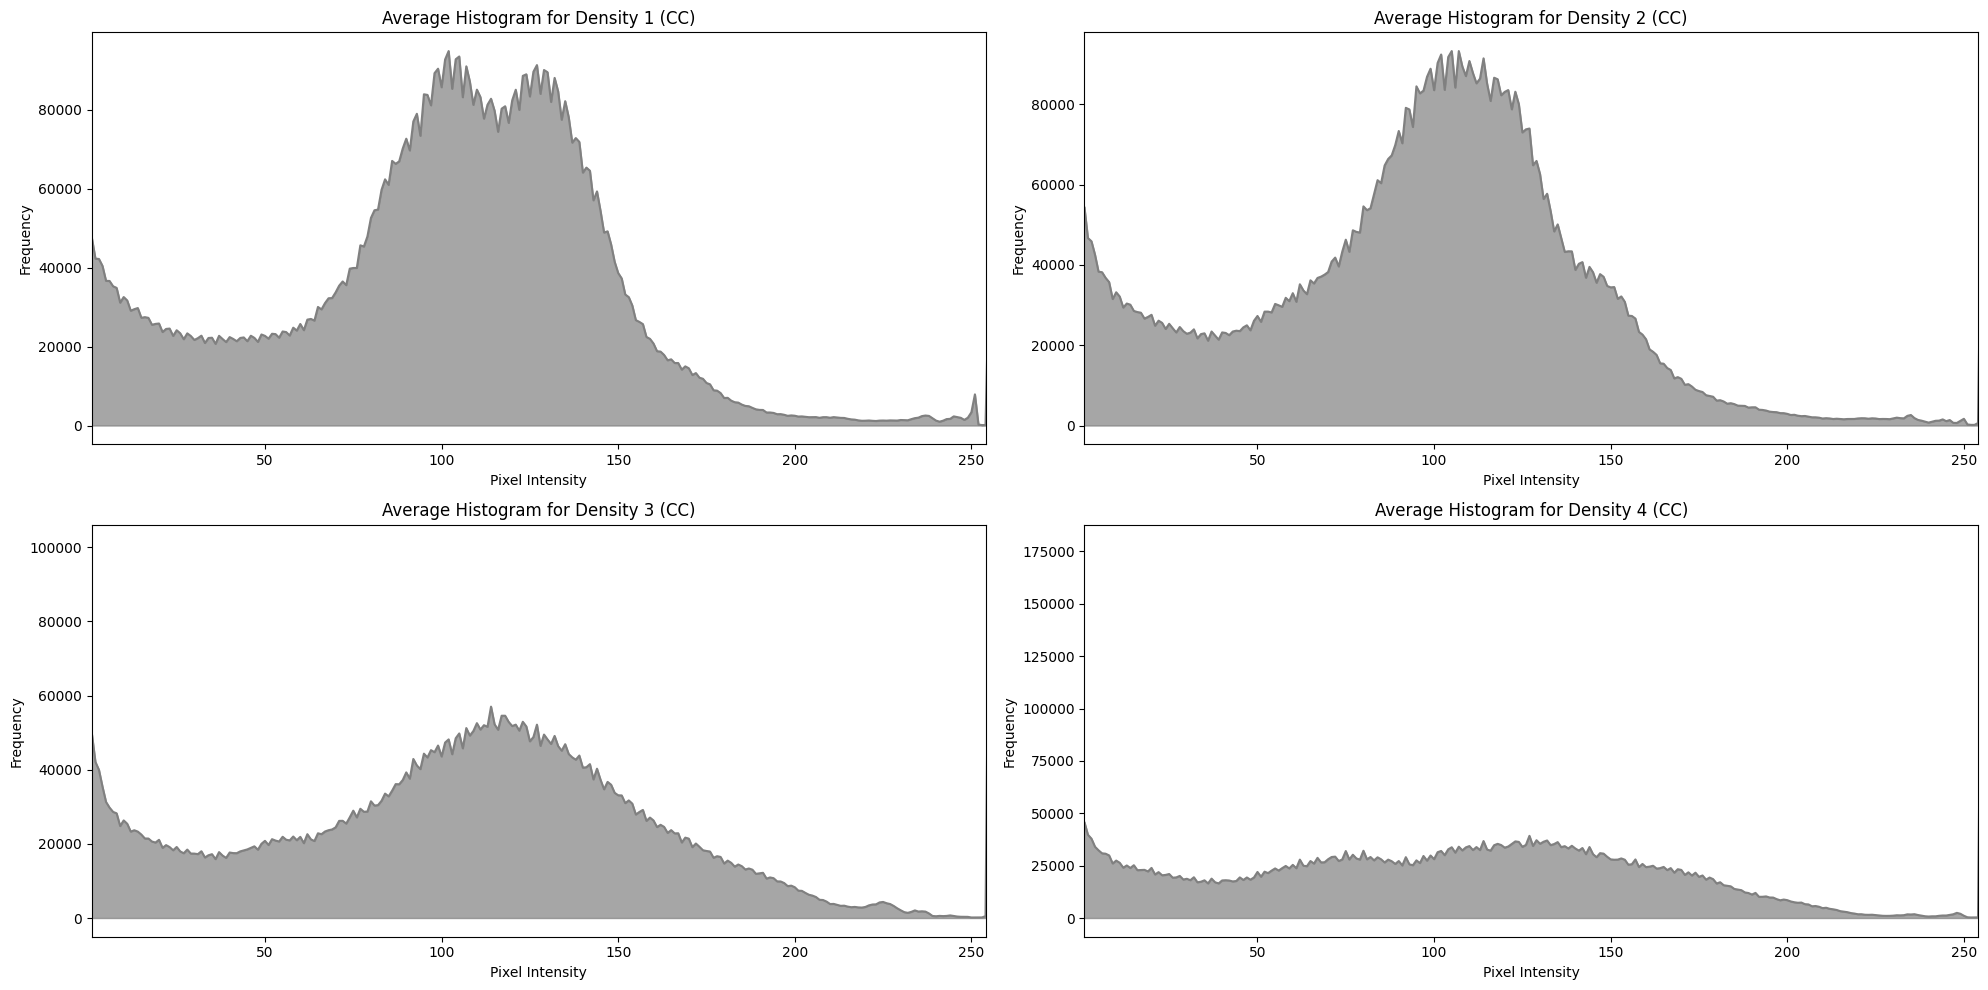 Average Histogram for Density 1 (CC)
Frequency
80000
60000
40000
20000
0
50 100 150 200 250
Pixel Intensity
Average Histogram for Density 2 (CC)
Frequency
80000
60000
40000
20000
0
50 100 150 200 250
Pixel Intensity
Average Histogram for Density 3 (CC)
Frequency
100000
80000
60000
40000
20000
0
50 100 150 200 250
Pixel Intensity
Average Histogram for Density 4 (CC)
Frequency
175000
150000
125000
100000
75000
50000
25000
0
50 100 150 200 250
Pixel Intensity